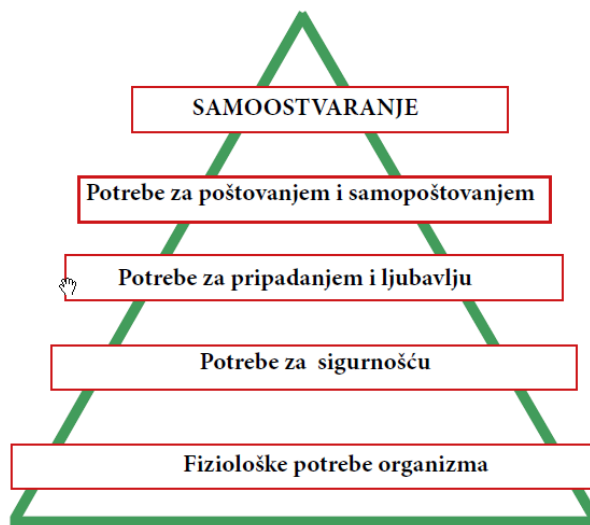 SAMOOSTVARANJE
Potrebe za poštovanjem i samopoštovanjem
Potrebe za pripadanjem i ljubavlju
Potrebe za sigurnošću
Fiziološke potrebe organizma